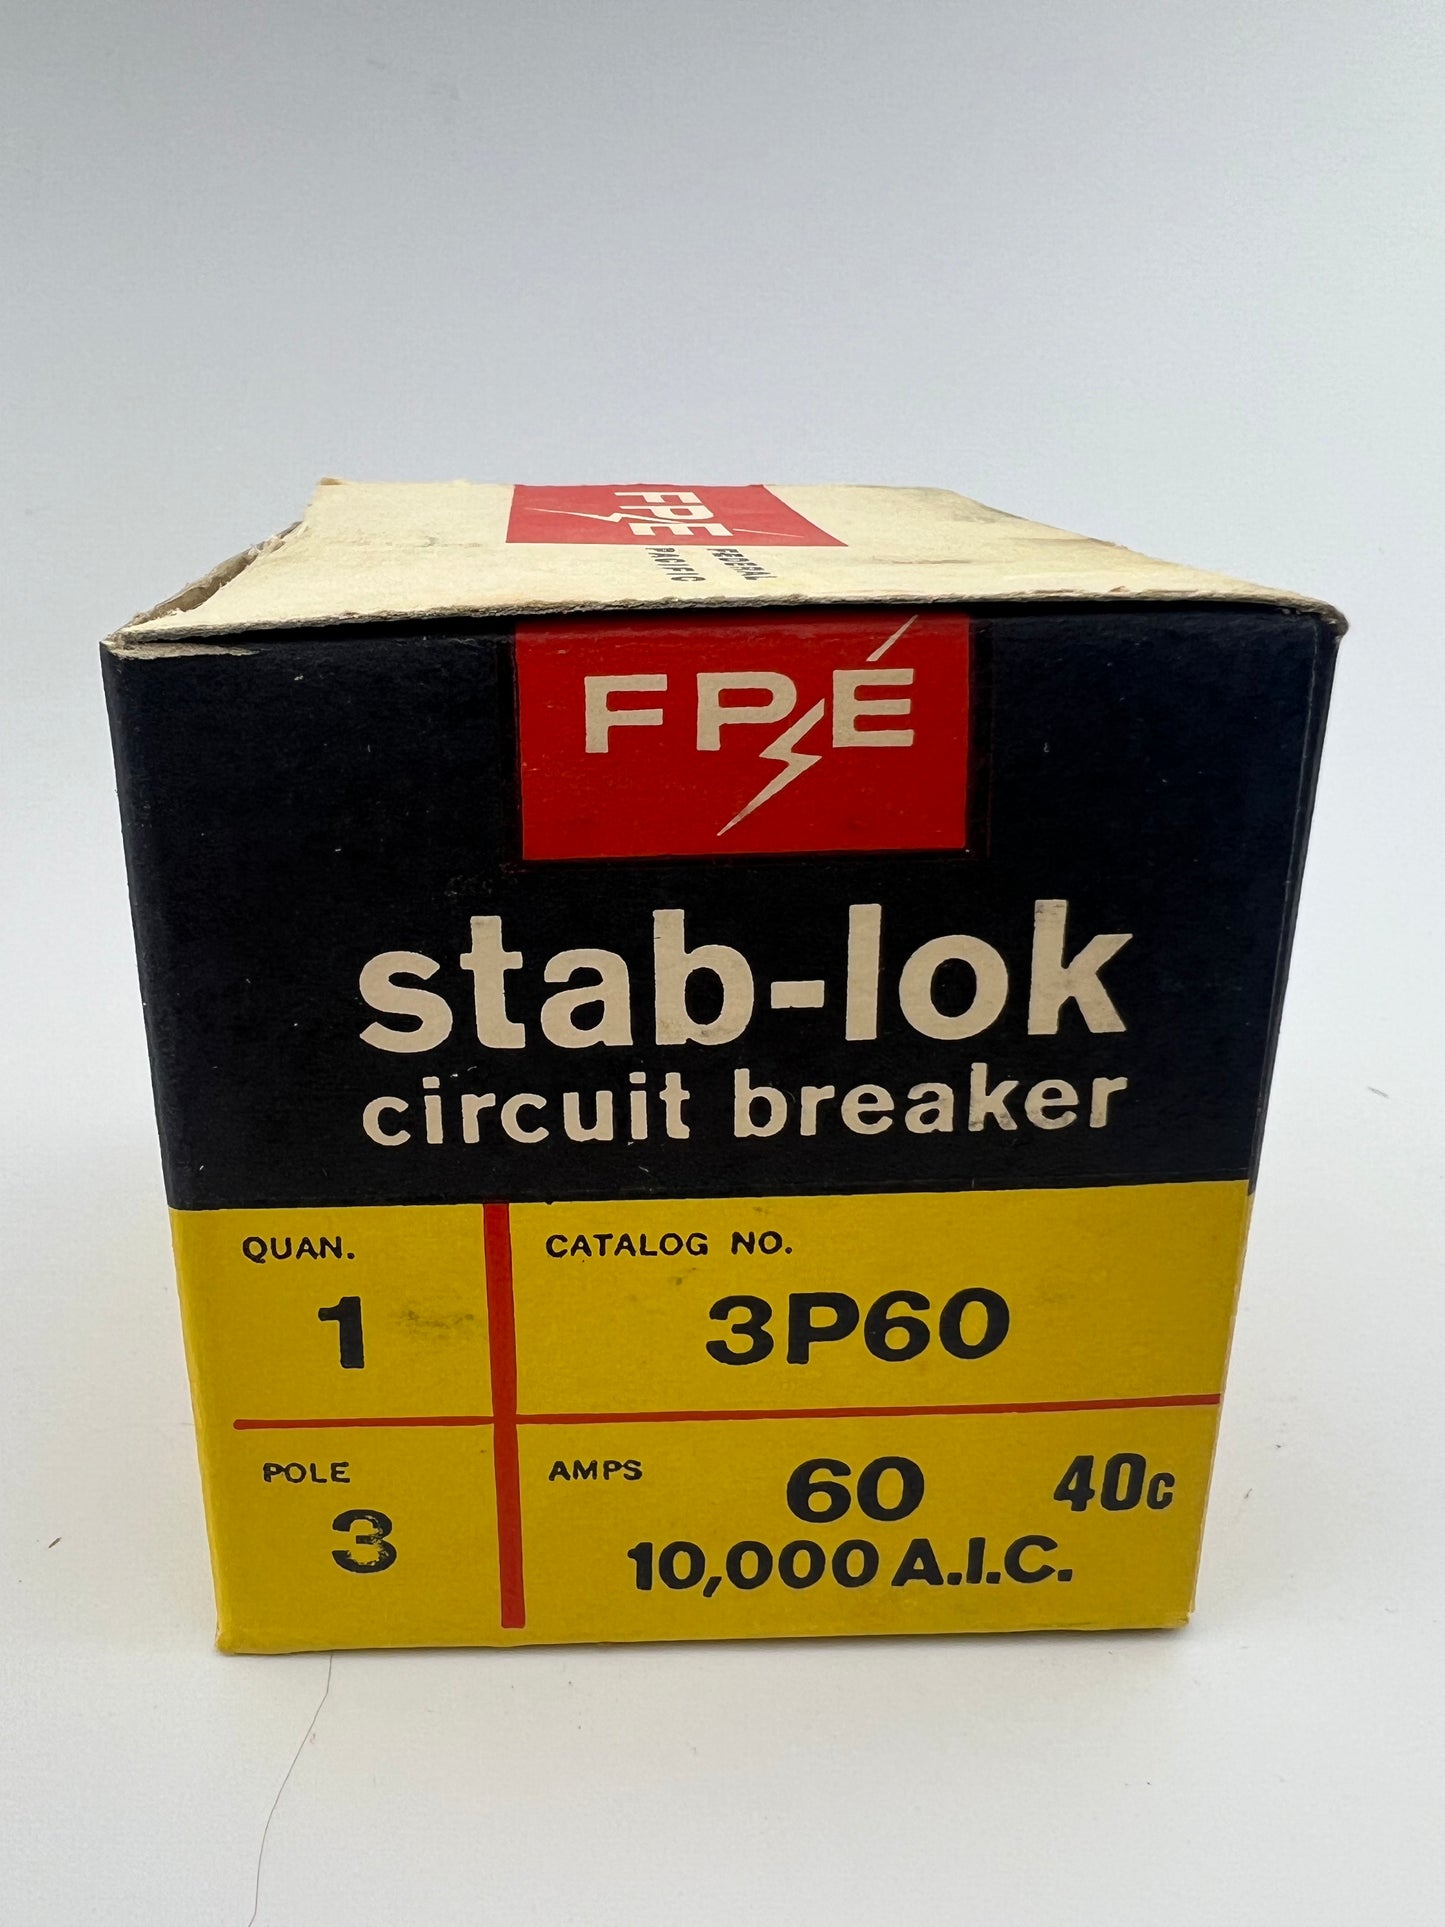 FPE
FEDERAL
PACIFIC
FPE
stab-lok
circuit breaker
QUAN.
1
CATALOG NO.
3P60
POLE
3
AMPS
60
40c
10,000 A.I.C.